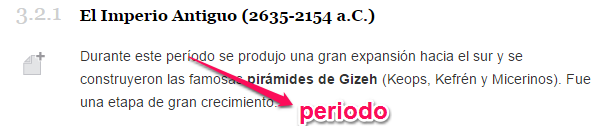 3.2.1 El Imperio Antiguo (2635-2154 a.C.)
Durante este período se produjo una gran expansión hacia el sur y se
construyeron las famosas pirámides de Gizeh (Keops, Kefrén y Micerinos). Fue
una etapa de gran crecimiento.
periodo